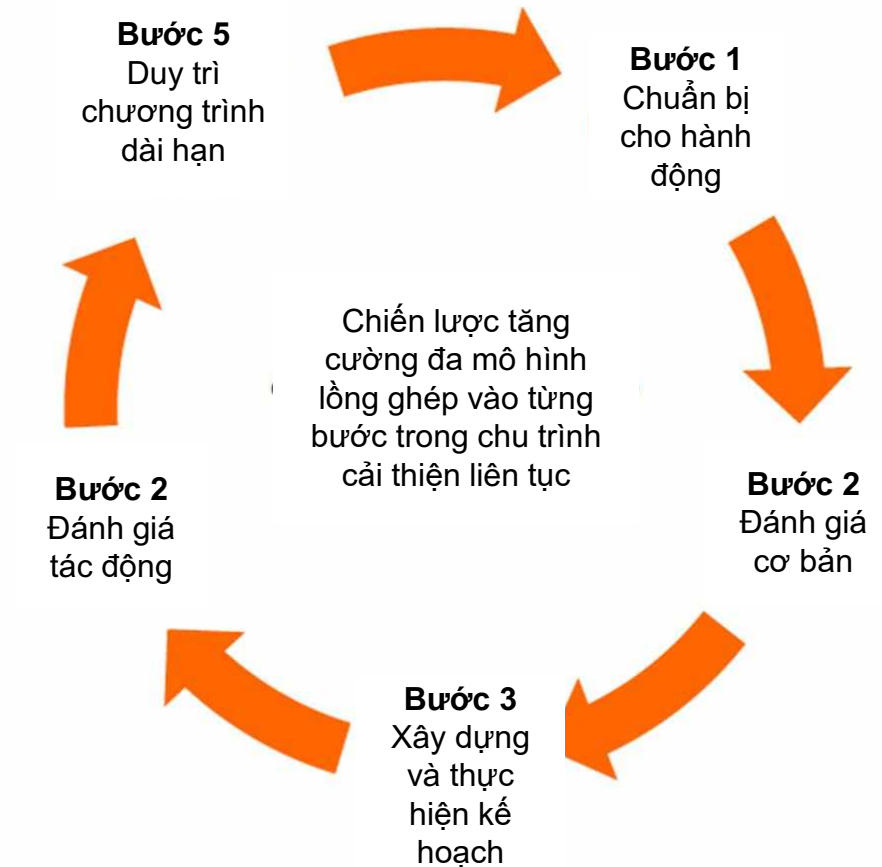 Bước 5
Duy trì
chương trình
dài hạn
Bước 1
Chuẩn bị
cho hành
động
Chiến lược tăng
cường đa mô hình
lồng ghép vào từng
bước trong chu trình
cải thiện liên tục
Bước 2
Đánh giá
cơ bản
Bước 3
Xây dựng
và thực
hiện kế
hoạch
Bước 2
Đánh giá
tác động